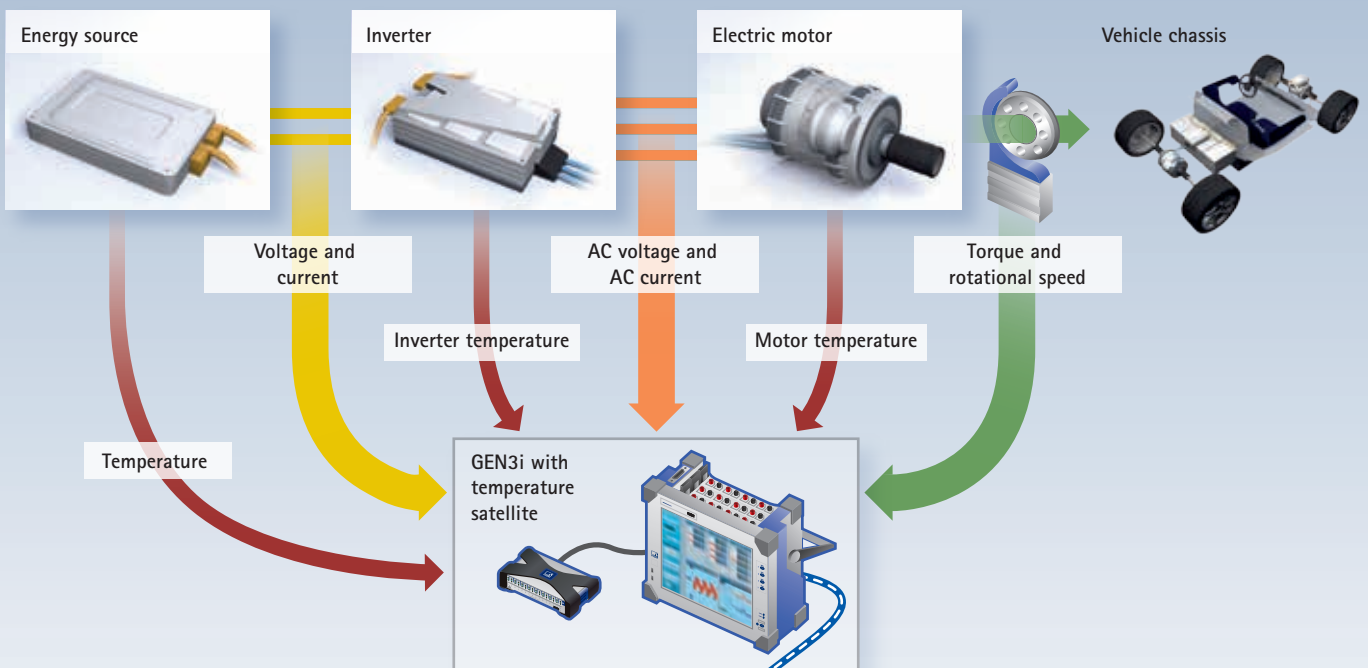 Energy source
Inverter
Electric motor
Vehicle chassis
Voltage and
current
AC voltage and
AC current
Torque and
rotational speed
Inverter temperature
Motor temperature
Temperature
GEN3i with
temperature
satellite